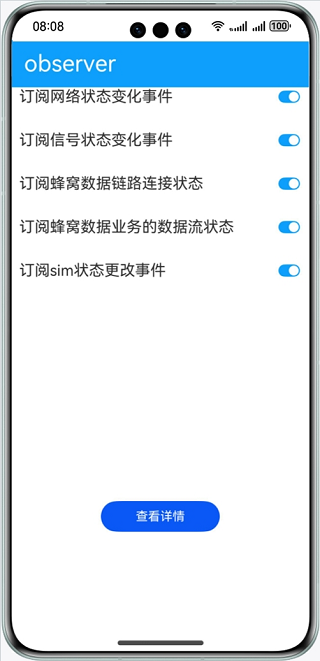 08:08
100
observer
订阅网络状态变化事件
订阅信号状态变化事件
订阅蜂窝数据链路连接状态
订阅蜂窝数据业务的数据流状态
订阅sim状态更改事件
查看详情